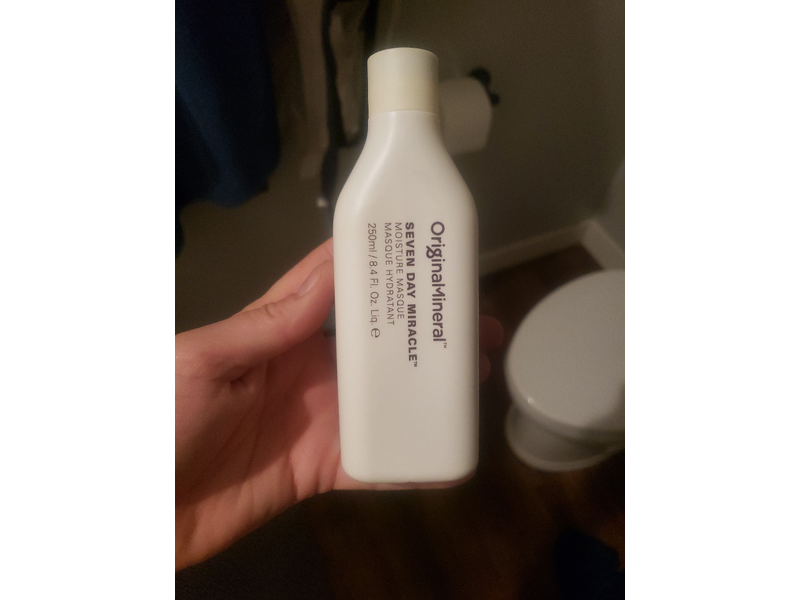 OriginalMineral™
SEVEN DAY MIRACLE™
MOISTURE MASQUE
MASQUE HYDRATANT
250ml / 8.4 Fl. Oz. Liq. ℮